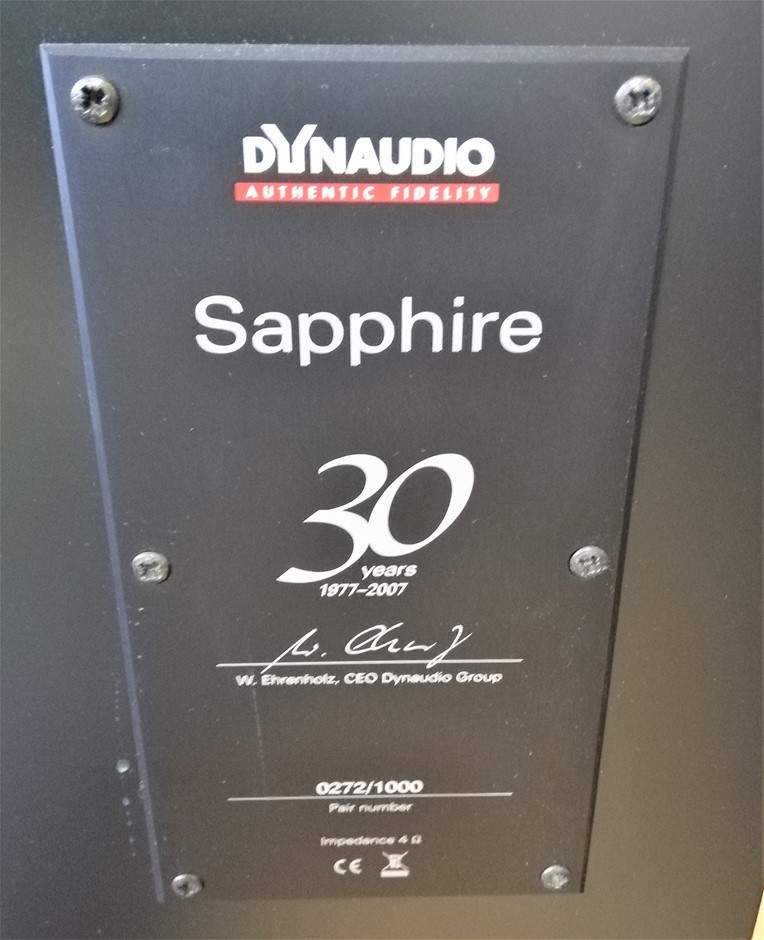 DYNAUDIO
AUTHENTIC FIDELITY
Sapphire
30
years
1977–2007
W. Ehrenholz, CEO Dynaudio Group
0272/1000
Pair number
Impedance 4 Ω
CE